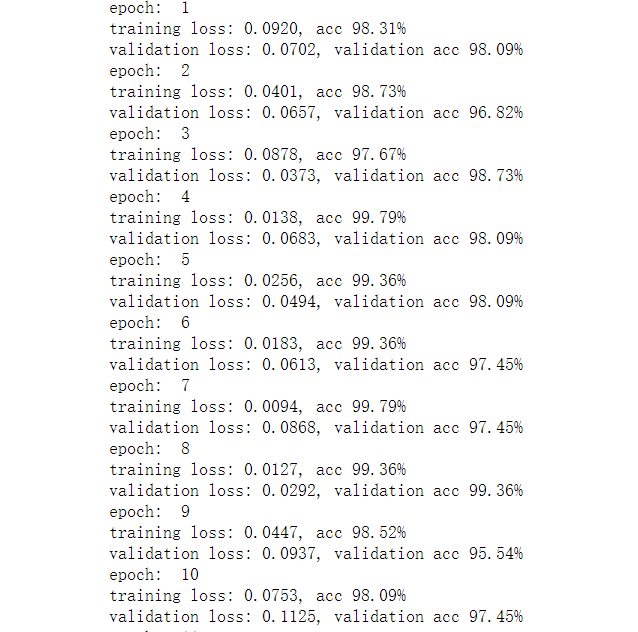 epoch:  1
training loss: 0.0920, acc 98.31%
validation loss: 0.0702, validation acc 98.09%
epoch:  2
training loss: 0.0401, acc 98.73%
validation loss: 0.0657, validation acc 96.82%
epoch:  3
training loss: 0.0878, acc 97.67%
validation loss: 0.0373, validation acc 98.73%
epoch:  4
training loss: 0.0138, acc 99.79%
validation loss: 0.0683, validation acc 98.09%
epoch:  5
training loss: 0.0256, acc 99.36%
validation loss: 0.0494, validation acc 98.09%
epoch:  6
training loss: 0.0183, acc 99.36%
validation loss: 0.0613, validation acc 97.45%
epoch:  7
training loss: 0.0094, acc 99.79%
validation loss: 0.0868, validation acc 97.45%
epoch:  8
training loss: 0.0127, acc 99.36%
validation loss: 0.0292, validation acc 99.36%
epoch:  9
training loss: 0.0447, acc 98.52%
validation loss: 0.0937, validation acc 95.54%
epoch:  10
training loss: 0.0753, acc 98.09%
validation loss: 0.1125, validation acc 97.45%